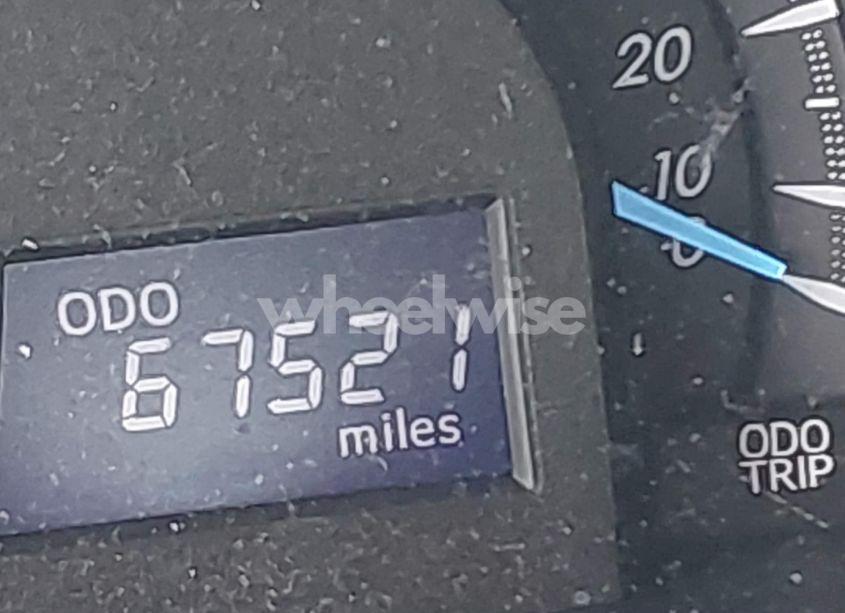 20
10
0
ODO
wheelwise
67521
miles
ODO
TRIP